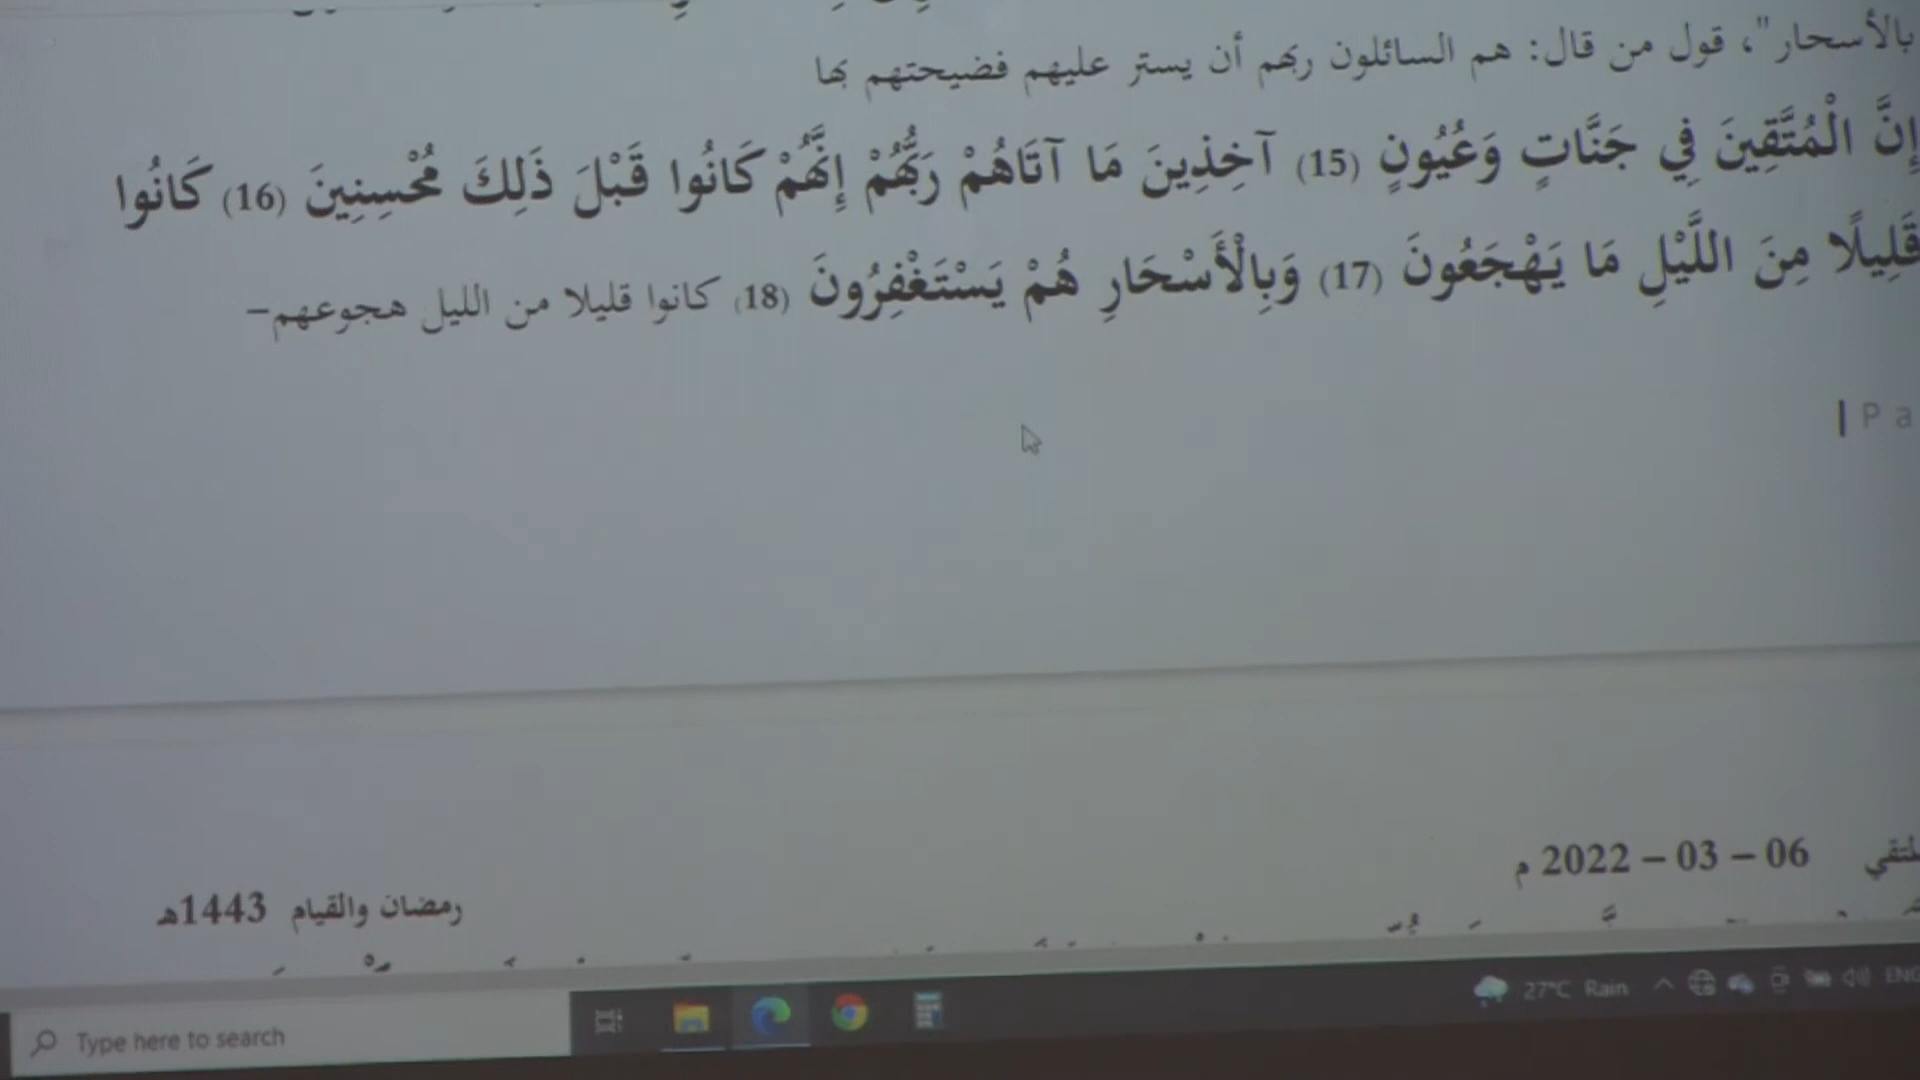 بالأسحار"، قول من قال: هم السائلون ربهم أن يستر عليهم فضيحتهم بها
إِنَّ الْمُتَّقِينَ فِي جَنَّاتٍ وَعُيُونٍ (15) آخِذِينَ مَا آتَاهُمْ رَبُّهُمْ إِنَّهُمْ كَانُوا قَبْلَ ذَلِكَ مُحْسِنِينَ (16) كَانُوا
قَلِيلًا مِنَ اللَّيْلِ مَا يَهْجَعُونَ (17) وَبِالْأَسْحَارِ هُمْ يَسْتَغْفِرُونَ (18) كانوا قليلا من الليل هجوعهم–
| P a
06 – 03 – 2022 م
رمضان والقيام 1443هـ
27°C Rain ENG
Type here to search